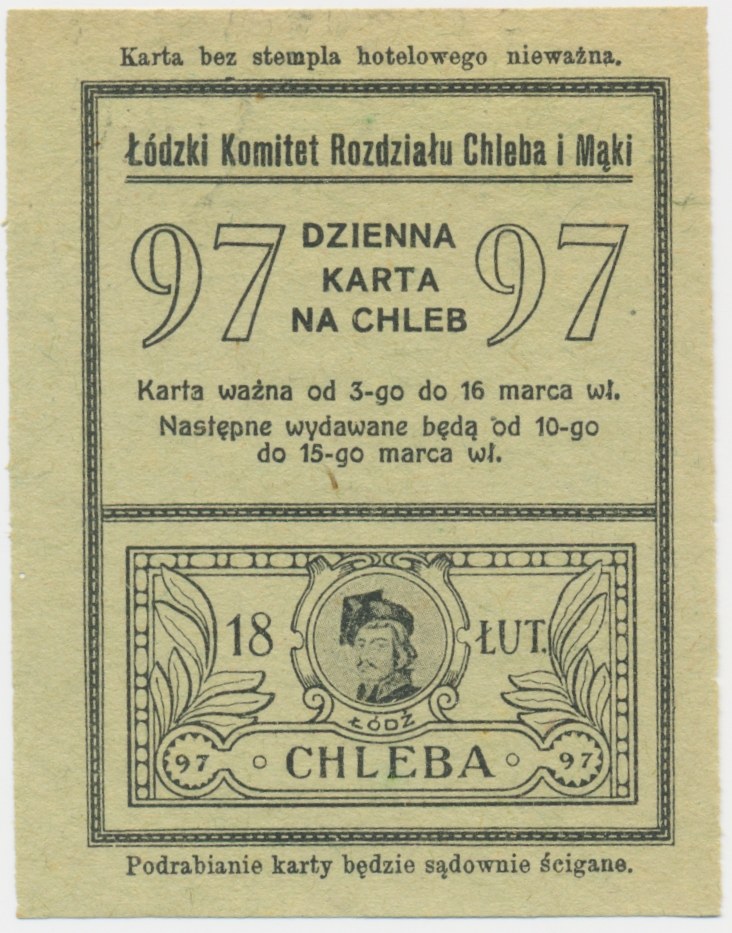 Karta bez stempla hotelowego nieważna.
Łódzki Komitet Rozdziału Chleba i Mąki
97 DZIENNA 97
KARTA
NA CHLEB
Karta ważna od 3-go do 16 marca wł.
Następne wydawane będą od 10-go
do 15-go marca wł.
18 ŁUT.
ŁÓDŹ
97 CHLEBA 97
Podrabianie karty będzie sądownie ścigane.